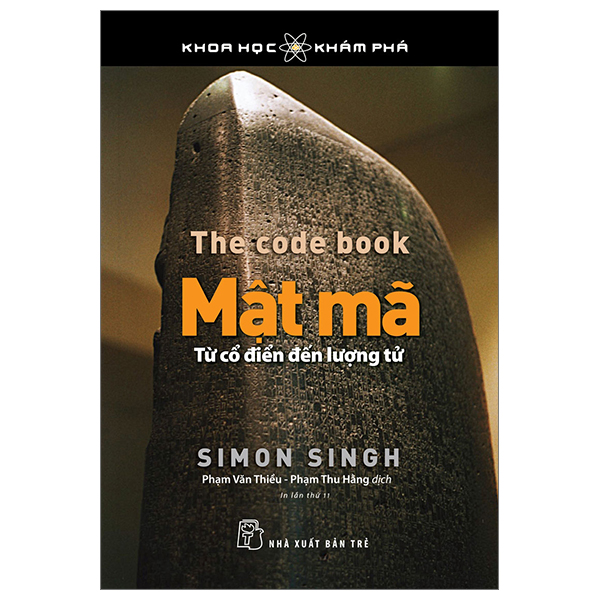 KHOA HỌC KHÁM PHÁ
The code book
Mật mã
Từ cổ điển đến lượng tử
SIMON SINGH
Phạm Văn Thiều - Phạm Thu Hằng dịch
In lần thứ 11
NHÀ XUẤT BẢN TRẺ